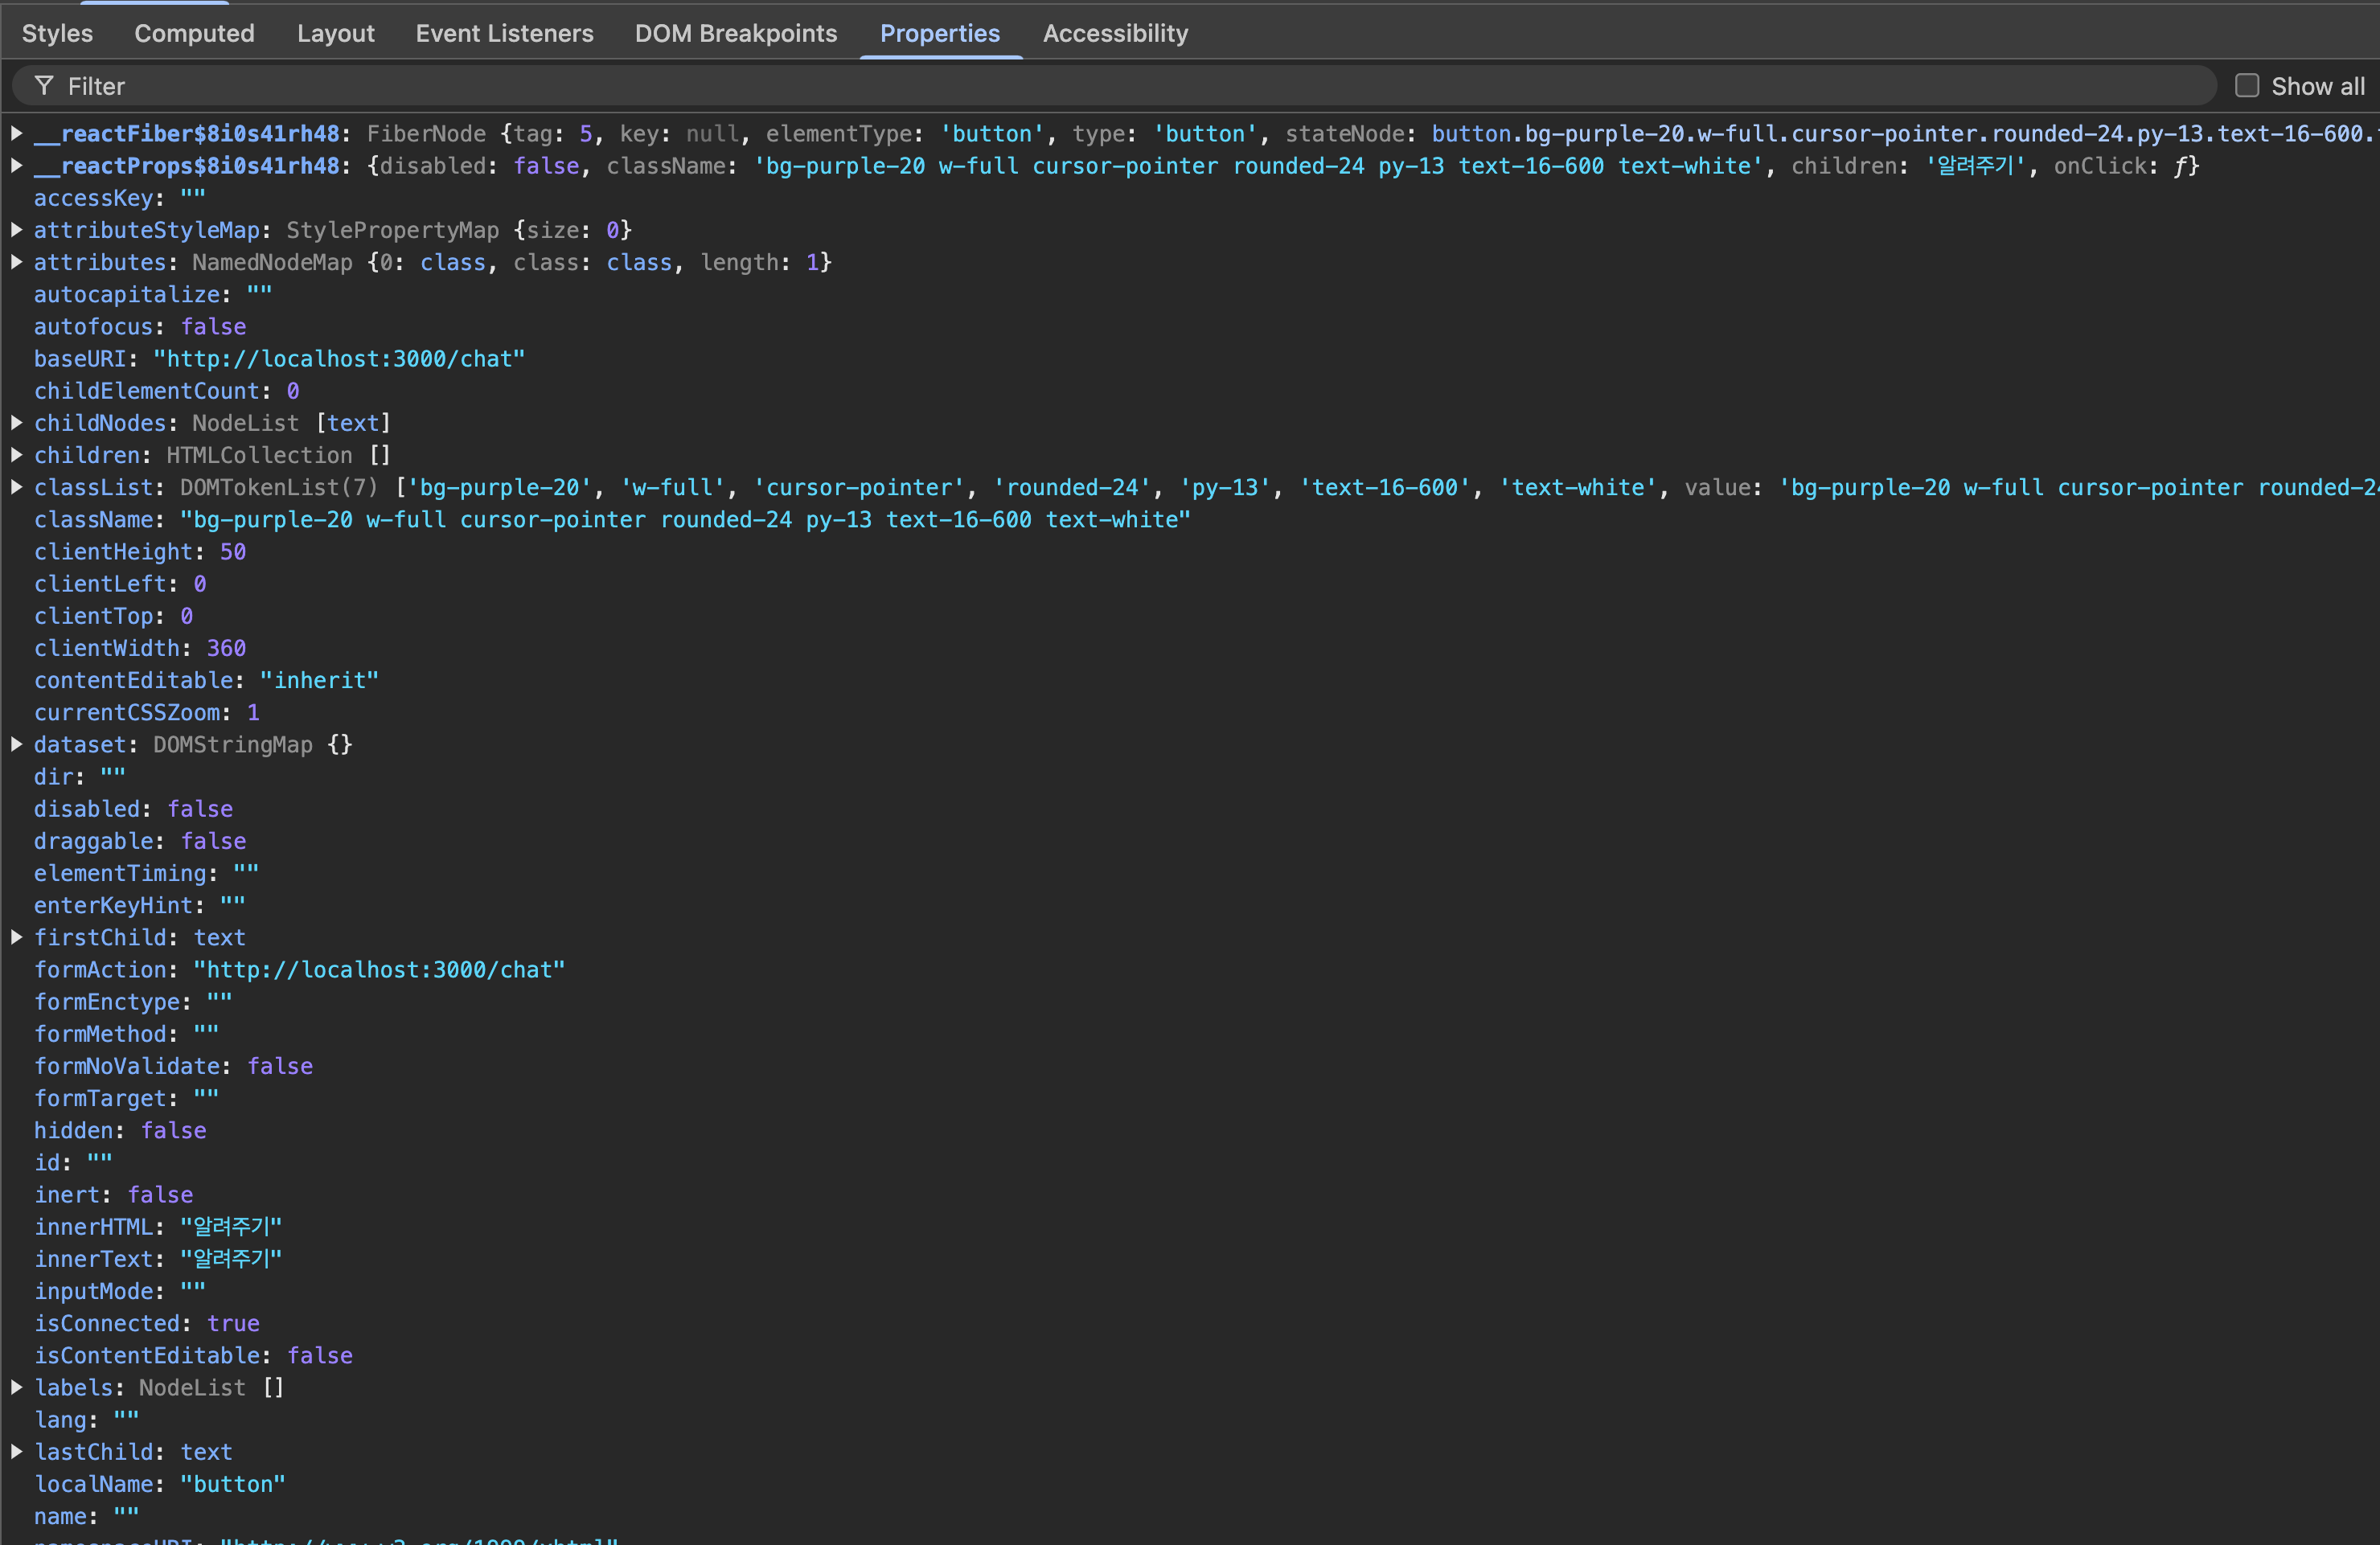 Styles Computed Layout Event Listeners DOM Breakpoints Properties Accessibility
Filter Show all
__reactFiber$8i0s41rh48: FiberNode {tag: 5, key: null, elementType: 'button', type: 'button', stateNode: button.bg-purple-20.w-full.cursor-pointer.rounded-24.py-13.text-16-600.
__reactProps$8i0s41rh48: {disabled: false, className: 'bg-purple-20 w-full cursor-pointer rounded-24 py-13 text-16-600 text-white', children: '알려주기', onClick: ƒ}
accessKey: ""
attributeStyleMap: StylePropertyMap {size: 0}
attributes: NamedNodeMap {0: class, class: class, length: 1}
autocapitalize: ""
autofocus: false
baseURI: "http://localhost:3000/chat"
childElementCount: 0
childNodes: NodeList [text]
children: HTMLCollection []
classList: DOMTokenList(7) ['bg-purple-20', 'w-full', 'cursor-pointer', 'rounded-24', 'py-13', 'text-16-600', 'text-white', value: 'bg-purple-20 w-full cursor-pointer rounded-24
className: "bg-purple-20 w-full cursor-pointer rounded-24 py-13 text-16-600 text-white"
clientHeight: 50
clientLeft: 0
clientTop: 0
clientWidth: 360
contentEditable: "inherit"
currentCSSZoom: 1
dataset: DOMStringMap {}
dir: ""
disabled: false
draggable: false
elementTiming: ""
enterKeyHint: ""
firstChild: text
formAction: "http://localhost:3000/chat"
formEnctype: ""
formMethod: ""
formNoValidate: false
formTarget: ""
hidden: false
id: ""
inert: false
innerHTML: "알려주기"
innerText: "알려주기"
inputMode: ""
isConnected: true
isContentEditable: false
labels: NodeList []
lang: ""
lastChild: text
localName: "button"
name: ""
namespaceURI: "http://www.w3.org/1999/xhtml"